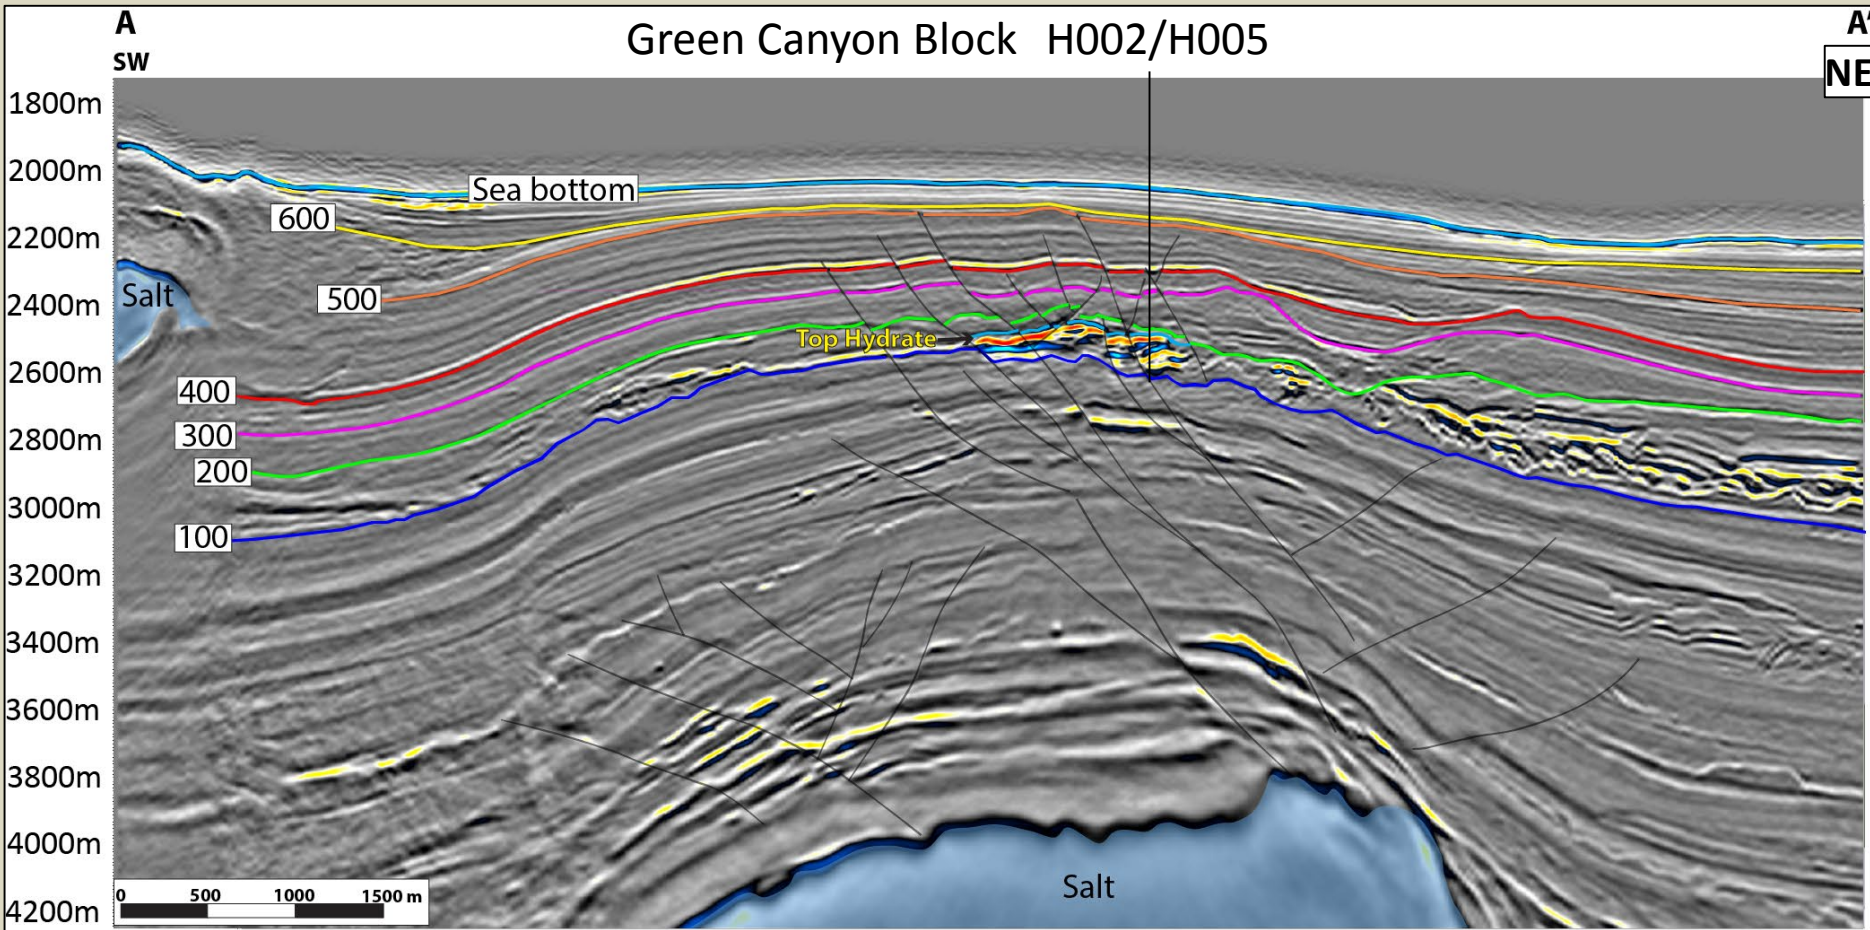 A
A'
Green Canyon Block H002/H005
SW
NE
1800m
2000m
Sea bottom
600
2200m
Salt
500
2400m
Top Hydrate
400
2600m
300
2800m
200
3000m
100
3200m
3400m
3600m
3800m
4000m
Salt
0 500 1000 1500 m
4200m